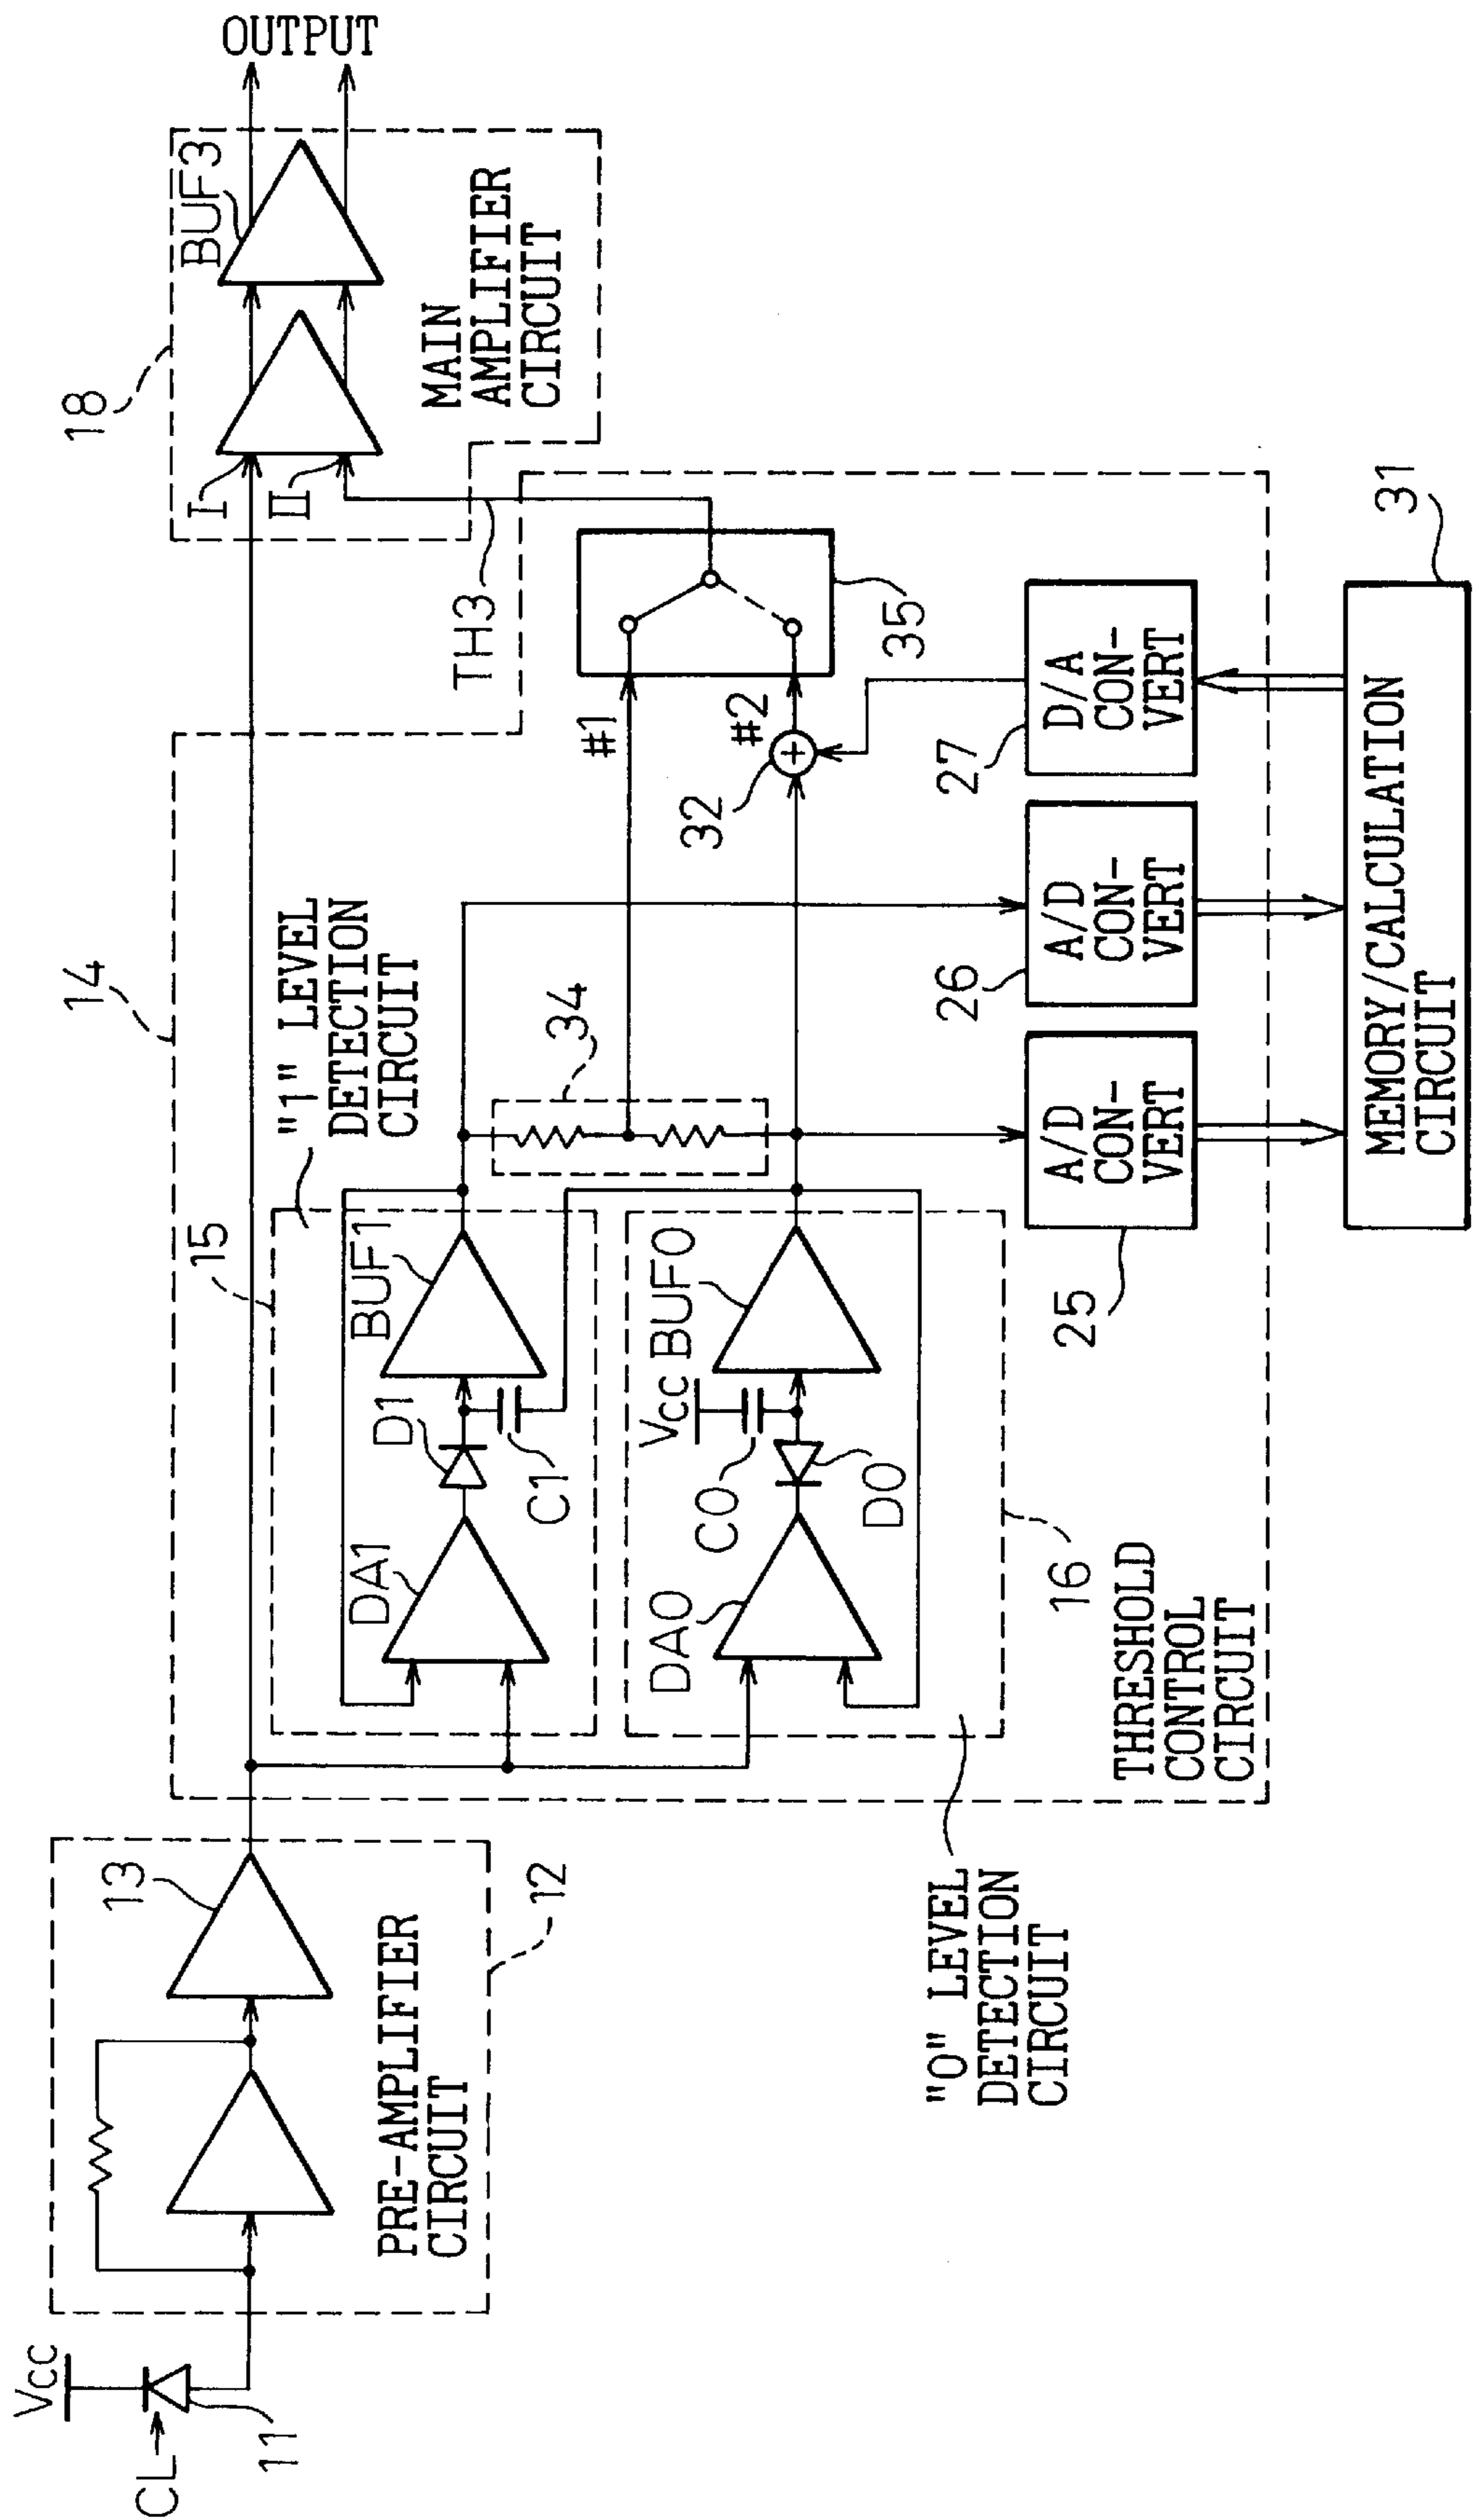 OUTPUT
BUF3
18
MAIN
AMPLIFIER
CIRCUIT
I
II
TH3
35
31
#1
#2
32
27
D/A
CON-
VERT
14
"1" LEVEL
DETECTION
CIRCUIT
34
26
A/D
CON-
VERT
MEMORY/CALCULATION
CIRCUIT
15
BUF1
D1
C1
DA1
Vcc
BUF0
C0
D0
DA0
25
A/D
CON-
VERT
16
THRESHOLD
CONTROL
CIRCUIT
13
12
PRE-AMPLIFIER
CIRCUIT
"0" LEVEL
DETECTION
CIRCUIT
Vcc
11
CL